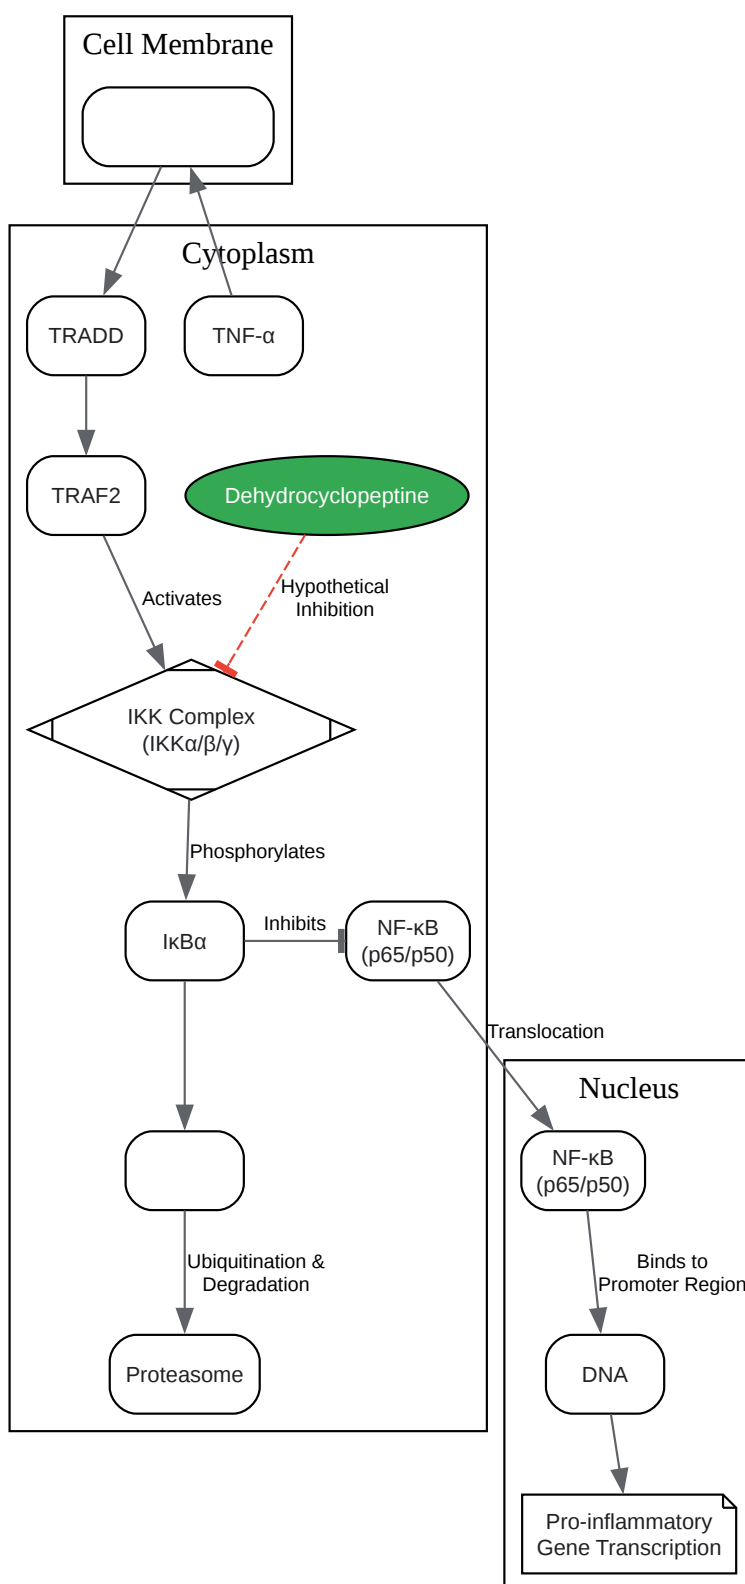 Cell Membrane
Cytoplasm
TRADD
TNF-α
TRAF2
Dehydrocyclopeptine
Activates
Hypothetical
Inhibition
IKK Complex
(IKKα/β/γ)
Phosphorylates
IκBα
Inhibits
NF-κB
(p65/p50)
Translocation
Nucleus
NF-κB
(p65/p50)
Ubiquitination &
Degradation
Binds to
Promoter Region
Proteasome
DNA
Pro-inflammatory
Gene Transcription